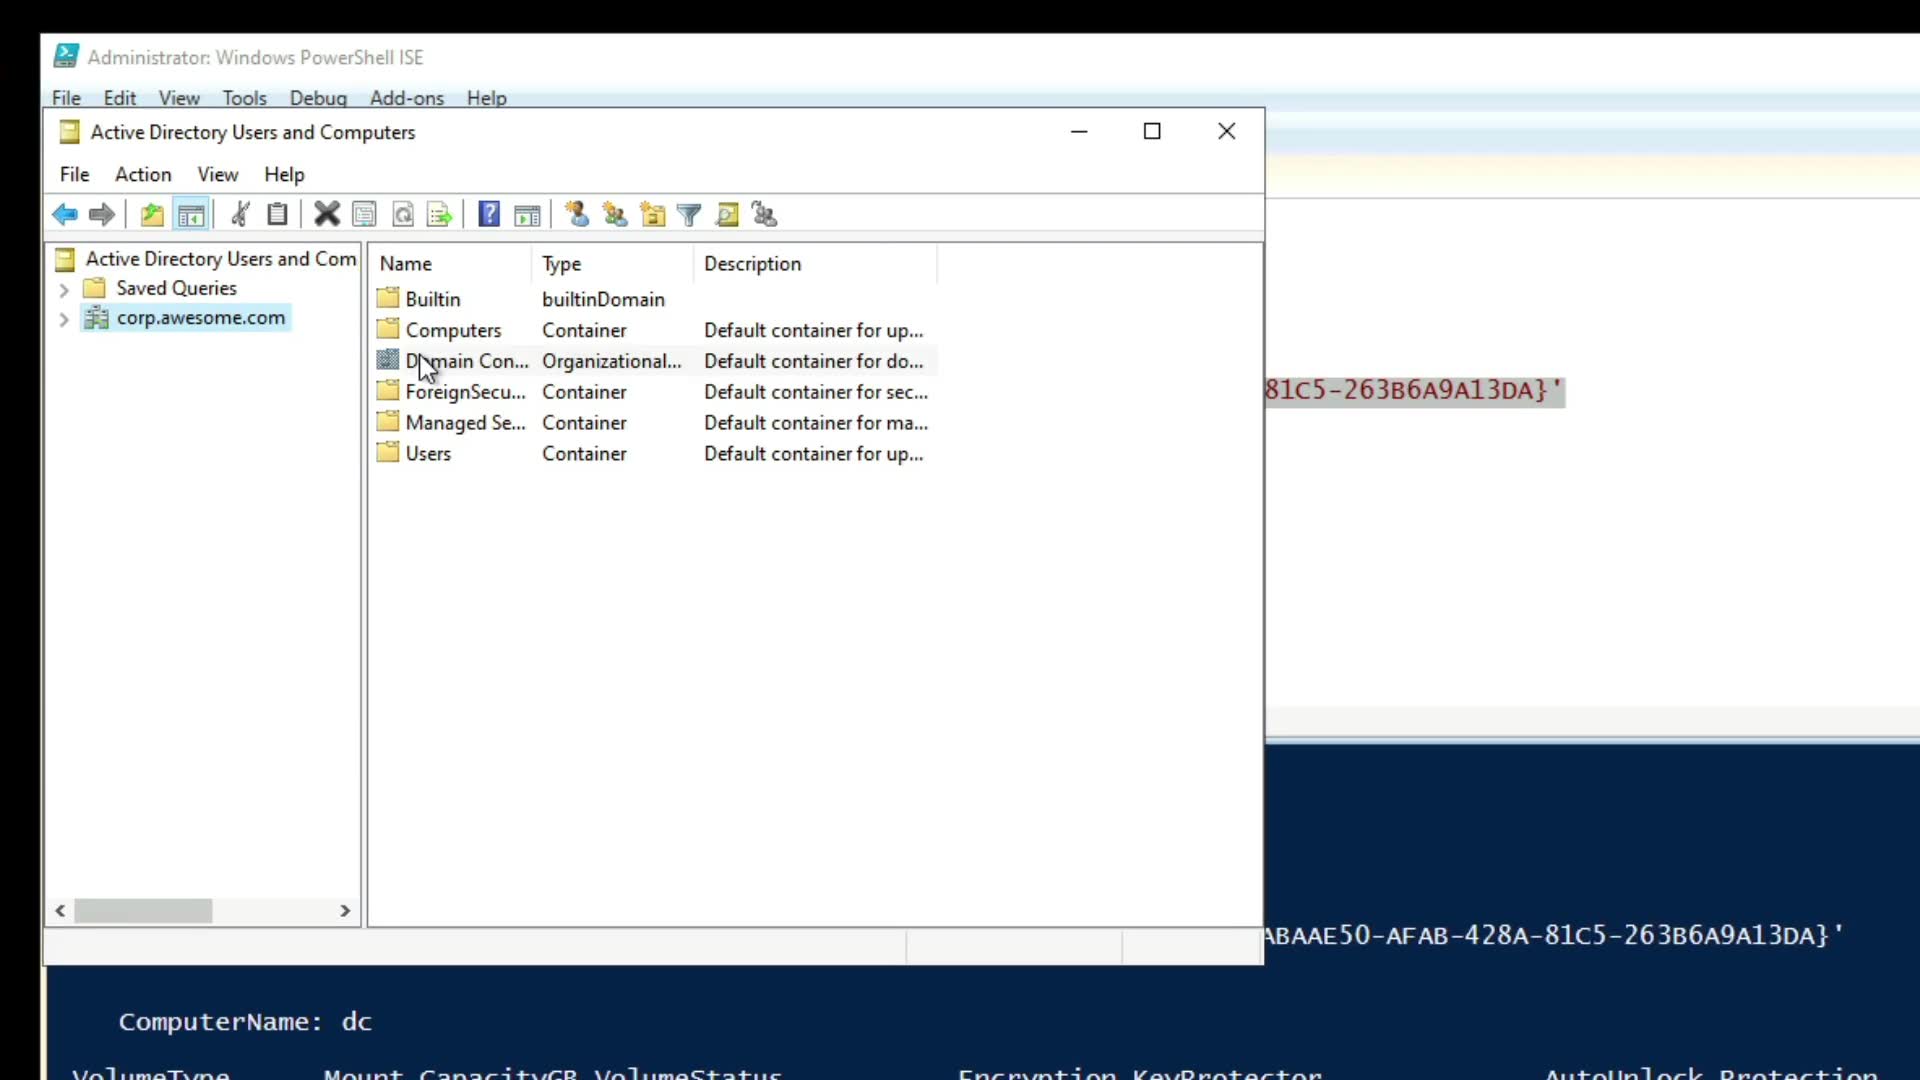 Administrator: Windows PowerShell ISE
File Edit View Tools Debug Add-ons Help
Active Directory Users and Computers
File Action View Help
Active Directory Users and Com
Saved Queries
corp.awesome.com
Name Type Description
Builtin builtinDomain
Computers Container Default container for up...
Domain Con... Organizational... Default container for do...
ForeignSecu... Container Default container for sec...
Managed Se... Container Default container for ma...
Users Container Default container for up...
81C5-263B6A9A13DA}'
ABAAE50-AFAB-428A-81C5-263B6A9A13DA}'
ComputerName: dc
VolumeType Mount CapacityGB VolumeStatus Encryption KeyProtector AutoUnlock Protection